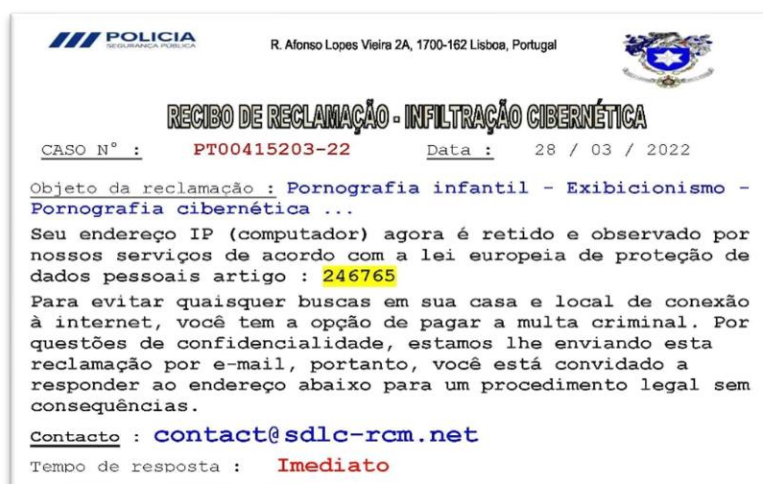 POLICIA
SEGURANÇA PÚBLICA
R. Afonso Lopes Vieira 2A, 1700-162 Lisboa, Portugal
RECIBO DE RECLAMAÇÃO - INFILTRAÇÃO CIBERNÉTICA
CASO N° : PT00415203-22 Data : 28 / 03 / 2022
Objeto da reclamação : Pornografia infantil - Exibicionismo -
Pornografia cibernética ...
Seu endereço IP (computador) agora é retido e observado por
nossos serviços de acordo com a lei europeia de proteção de
dados pessoais artigo : 246765
Para evitar quaisquer buscas em sua casa e local de conexão
à internet, você tem a opção de pagar a multa criminal. Por
questões de confidencialidade, estamos lhe enviando esta
reclamação por e-mail, portanto, você está convidado a
responder ao endereço abaixo para um procedimento legal sem
consequências.
Contacto : contact@sdlc-rcm.net
Tempo de resposta : Imediato